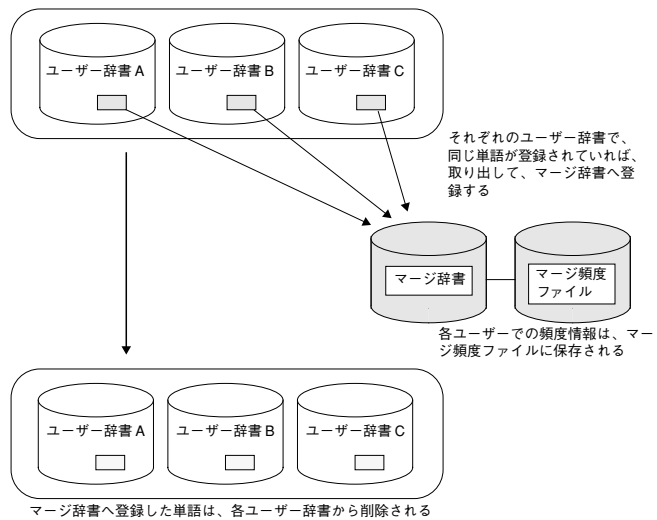 ユーザー辞書A
ユーザー辞書B
ユーザー辞書C
それぞれのユーザー辞書で、
同じ単語が登録されていれば、
取り出して、マージ辞書へ登
録する
マージ辞書
マージ頻度
ファイル
各ユーザーでの頻度情報は、マー
ジ頻度ファイルに保存される
ユーザー辞書A
ユーザー辞書B
ユーザー辞書C
マージ辞書へ登録した単語は、各ユーザー辞書から削除される